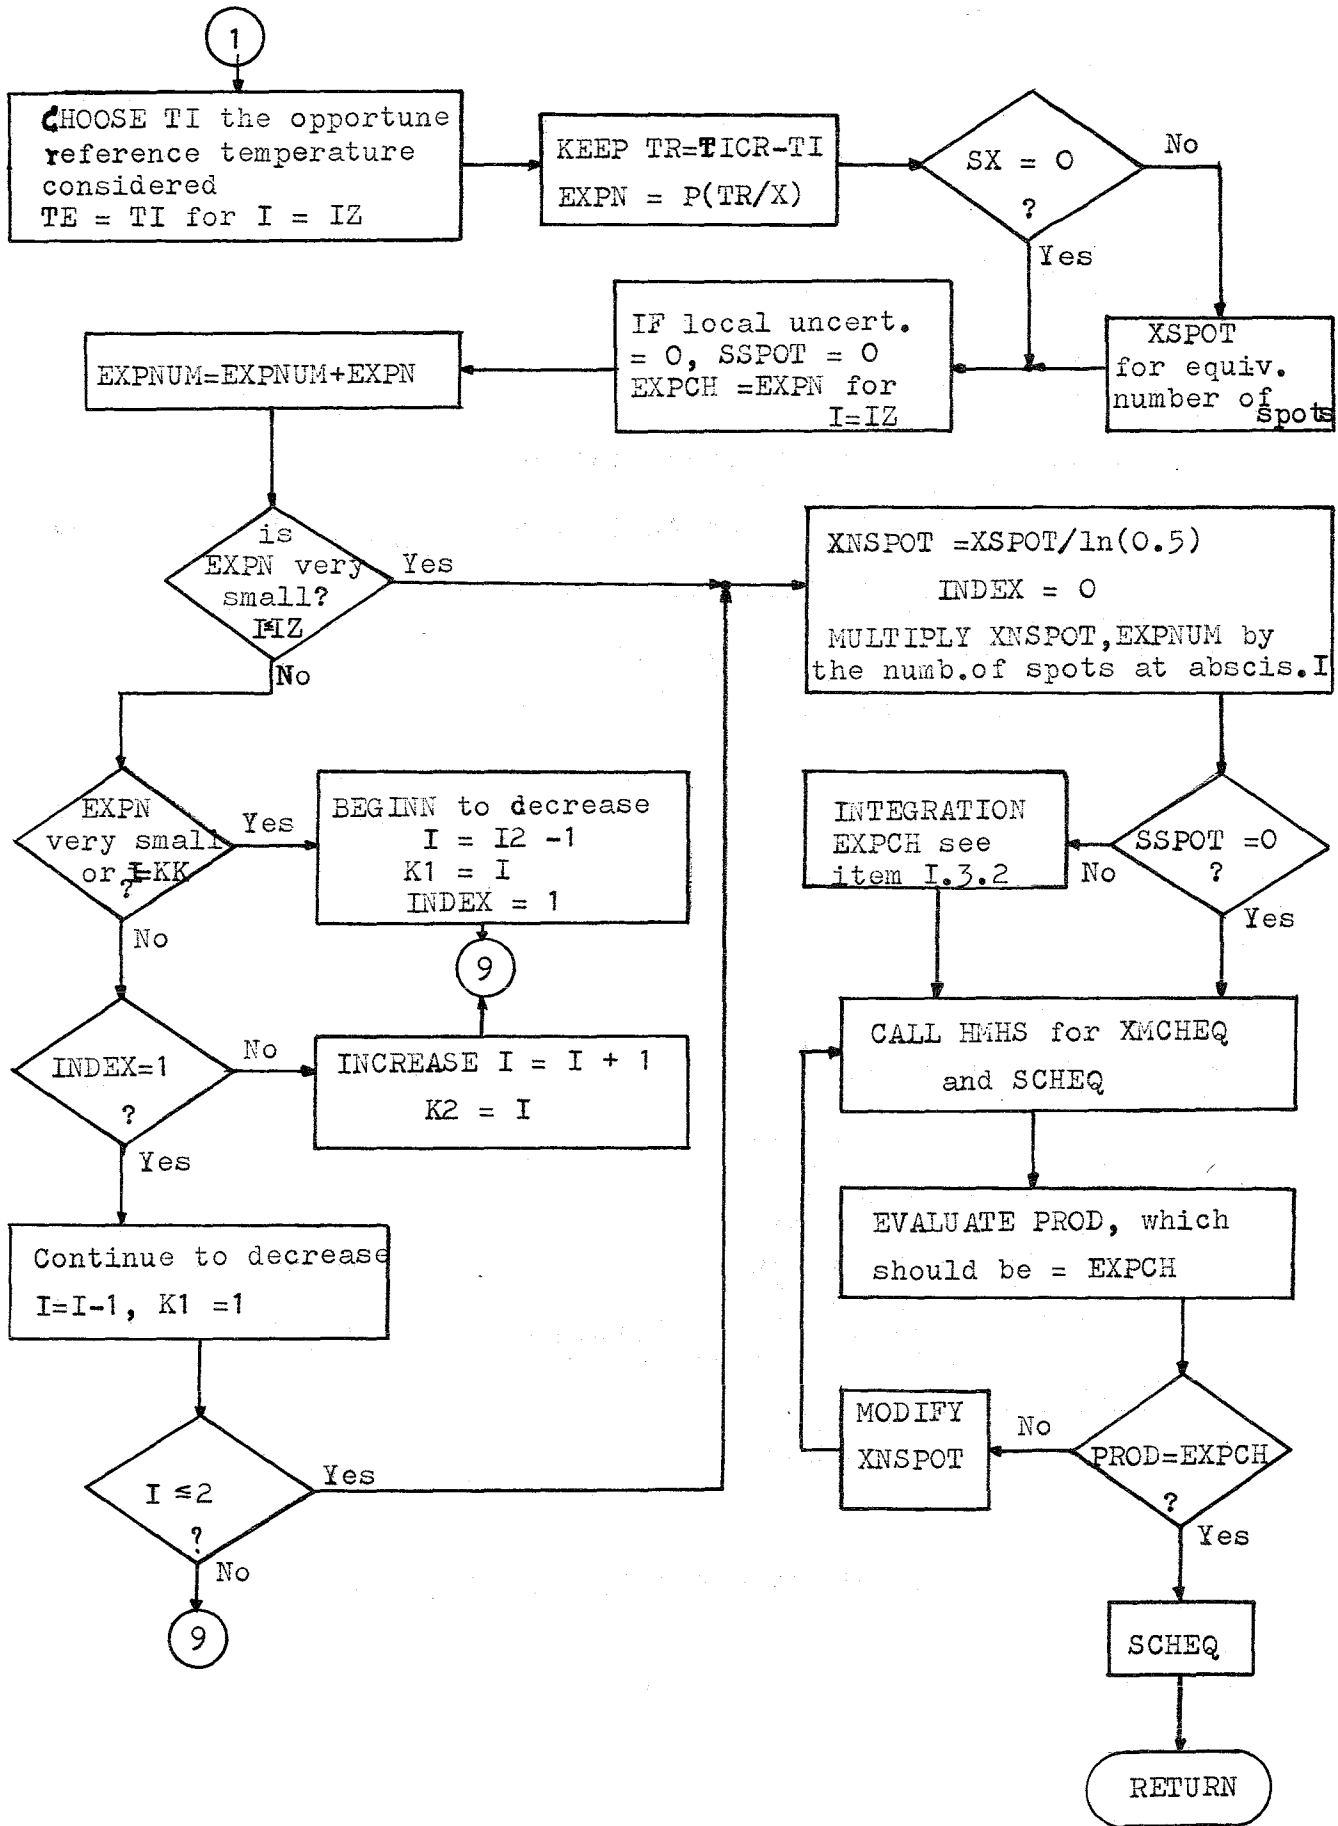 1
CHOOSE TI the opportune
reference temperature
considered
TE = TI for I = IZ
KEEP TR=TICR-TI
EXPN = P(TR/X)
SX = 0
?
No
Yes
XSPOT
for equiv.
number of spots
IF local uncert.
= 0, SSPOT = 0
EXPCH =EXPN for
I=IZ
EXPNUM=EXPNUM+EXPN
is
EXPN very
small?
Yes
No
XNSPOT =XSPOT/ln(0.5)
INDEX = 0
MULTIPLY XNSPOT,EXPNUM by
the numb.of spots at abscis.I
EXPN
very small
or I=KK
?
Yes
No
BEGINN to decrease
I = I2 -1
K1 = I
INDEX = 1
9
INDEX=1
?
No
Yes
INCREASE I = I + 1
K2 = I
Continue to decrease
I=I-1, K1 =1
I ≤2
?
Yes
No
9
SSPOT =0
?
No
Yes
INTEGRATION
EXPCH see
item I.3.2
CALL HMHS for XMCHEQ
and SCHEQ
EVALUATE PROD, which
should be = EXPCH
PROD=EXPCH
?
No
Yes
MODIFY
XNSPOT
SCHEQ
RETURN